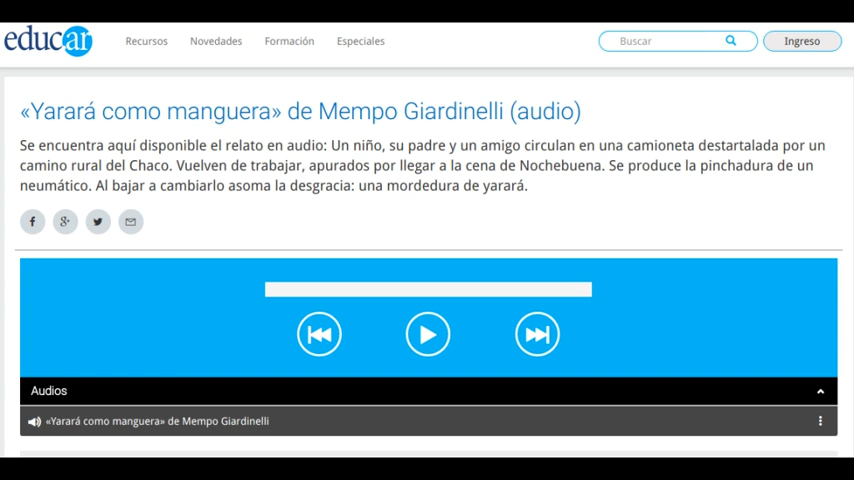 educar
Recursos Novedades Formación Especiales Buscar Ingreso
«Yarará como manguera» de Mempo Giardinelli (audio)
Se encuentra aquí disponible el relato en audio: Un niño, su padre y un amigo circulan en una camioneta destartalada por un
camino rural del Chaco. Vuelven de trabajar, apurados por llegar a la cena de Nochebuena. Se produce la pinchadura de un
neumático. Al bajar a cambiarlo asoma la desgracia: una mordedura de yarará.
Audios
«Yarará como manguera» de Mempo Giardinelli